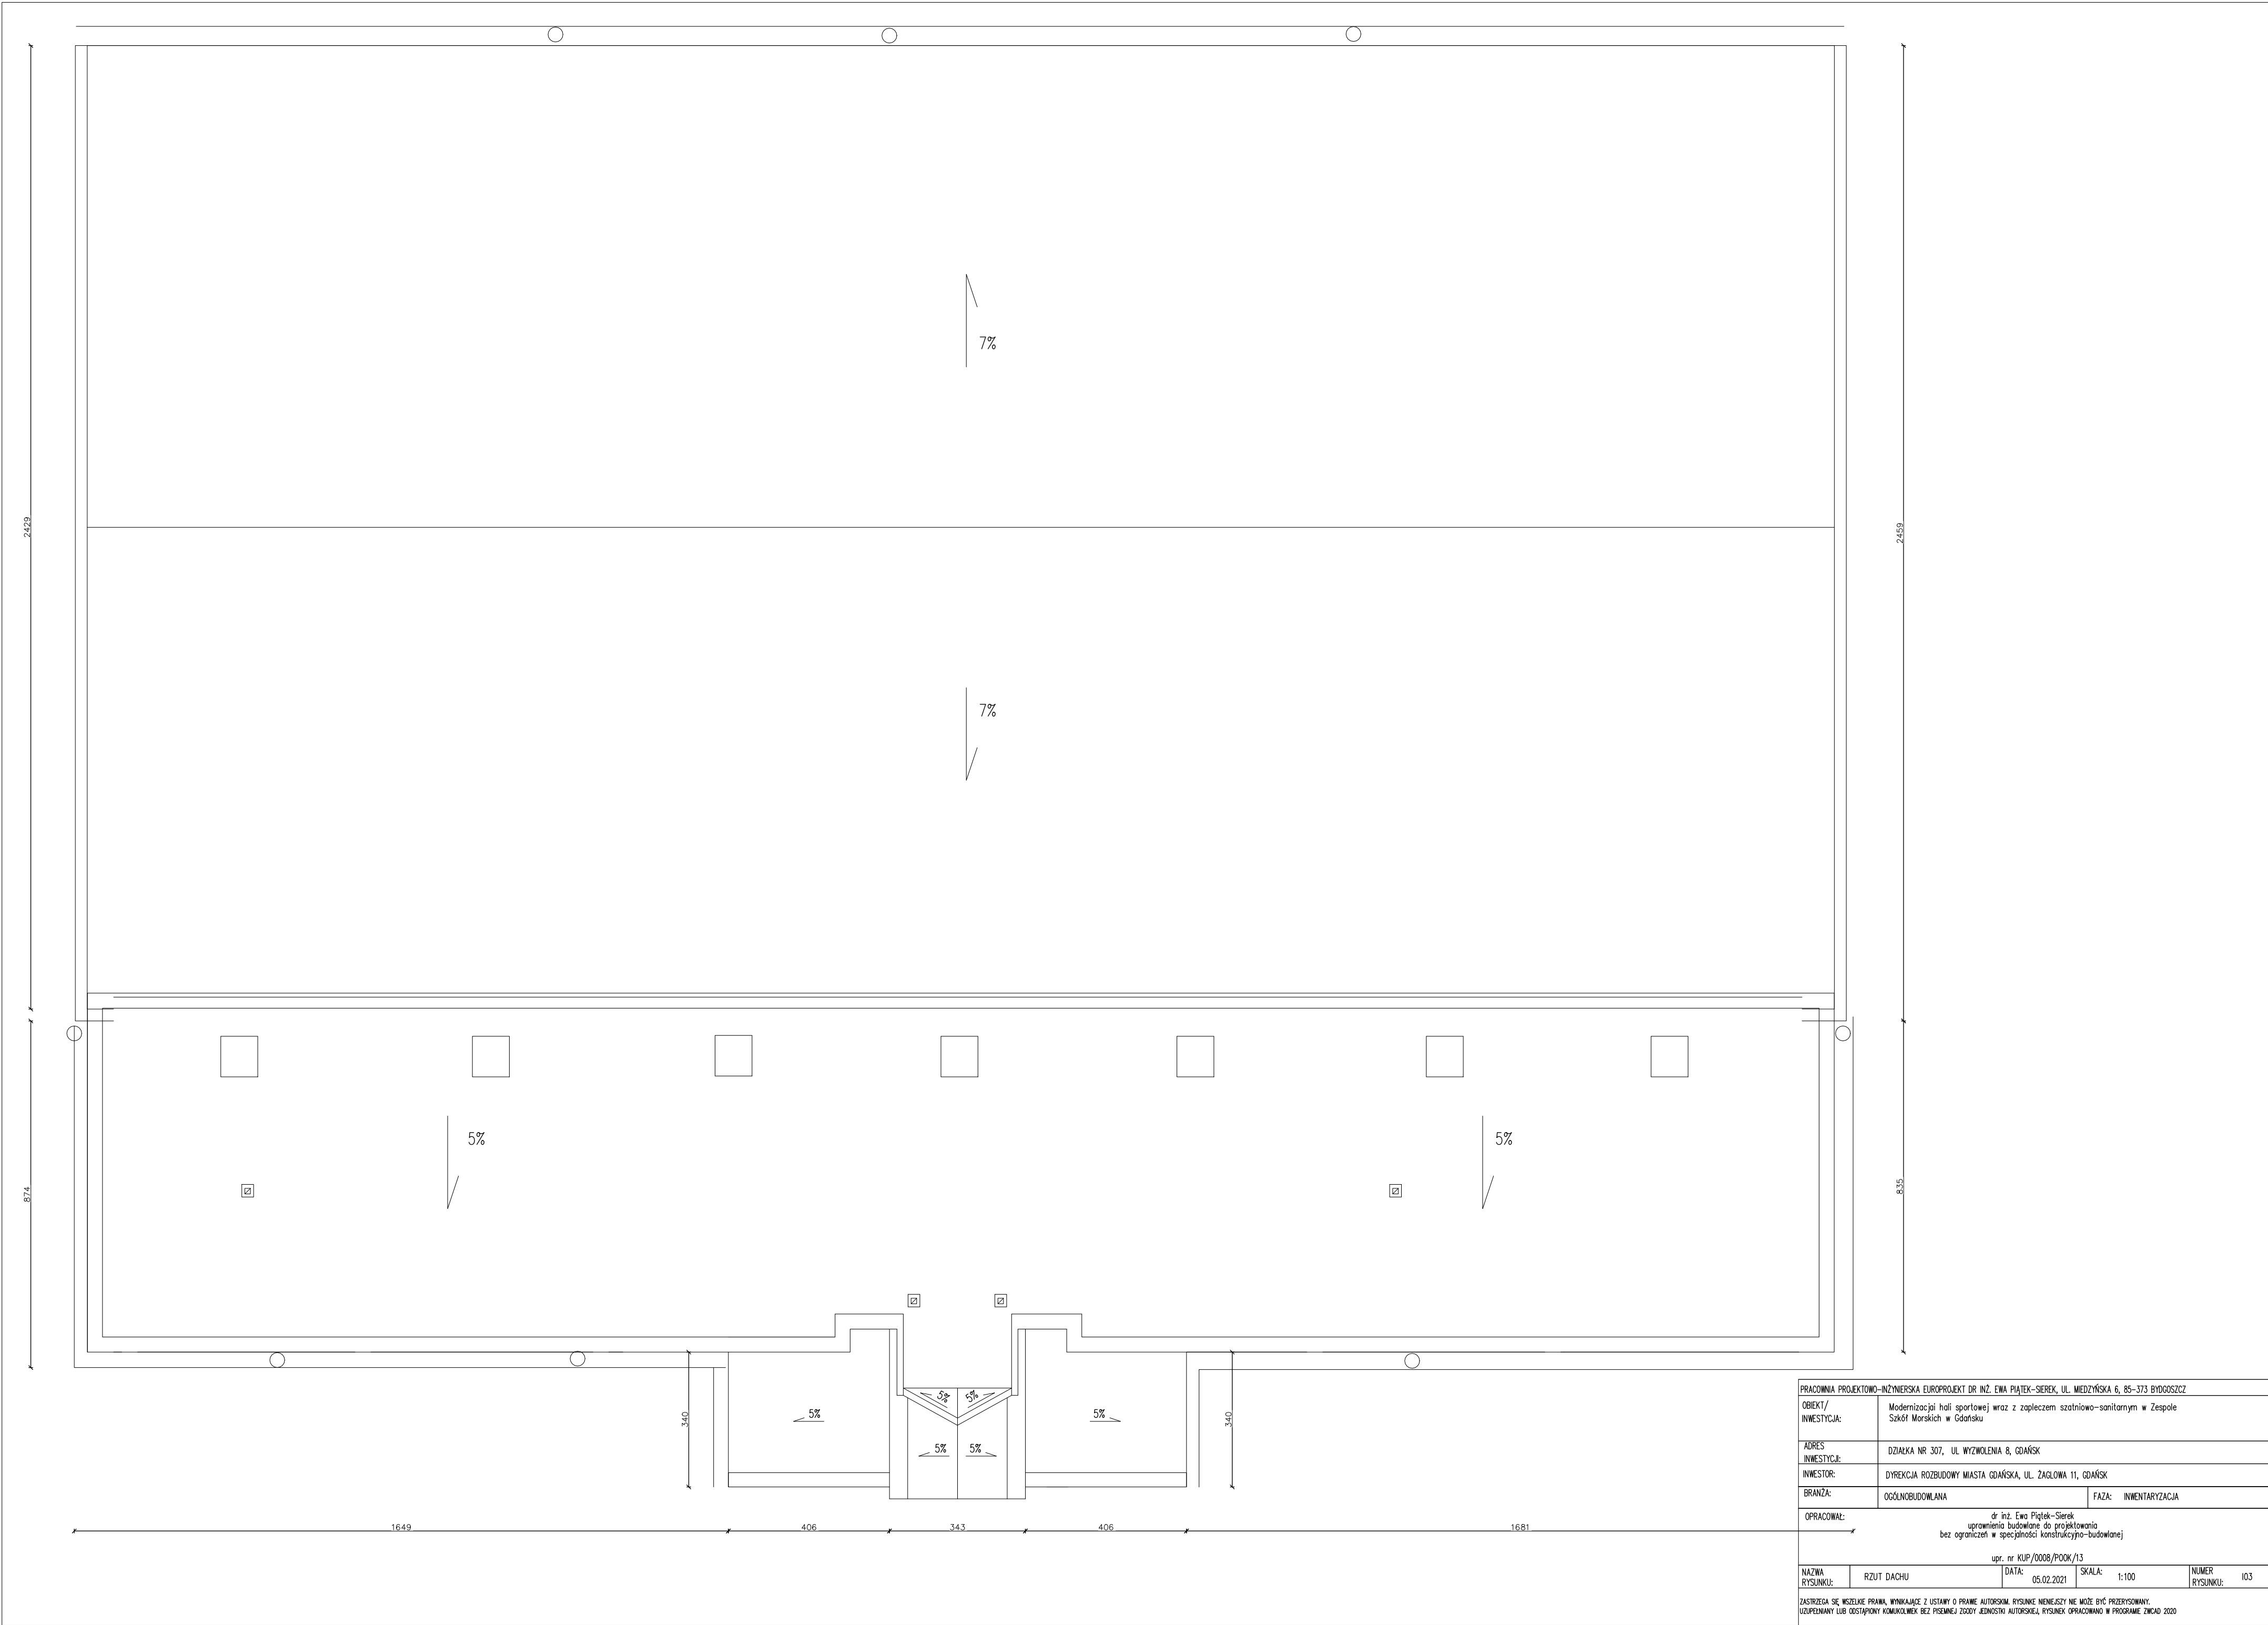 7%
2429
2459
7%
5%
5%
874
835
5%
5%
340
5%
5%
340
5%
5%
1649
406
343
406
1681
PRACOWNIA PROJEKTOWO-INŻYNIERSKA EUROPROJEKT DR INŻ. EWA PIĄTEK-SIEREK, UL. MIEDZYŃSKA 6, 85-373 BYDGOSZCZ
OBIEKT/
INWESTYCJA:
Modernizacjai hali sportowej wraz z zapleczem szatniowo-sanitarnym w Zespole
Szkół Morskich w Gdańsku
ADRES
INWESTYCJI:
DZIAŁKA NR 307, UL WYZWOLENIA 8, GDAŃSK
INWESTOR:
DYREKCJA ROZBUDOWY MIASTA GDAŃSKA, UL. ŻAGLOWA 11, GDAŃSK
BRANŻA:
OGÓLNOBUDOWLANA
FAZA: INWENTARYZACJA
OPRACOWAŁ:
dr inż. Ewa Piątek-Sierek
uprawnienia budowlane do projektowania
bez ograniczeń w specjalności konstrukcyjno-budowlanej
upr. nr KUP/0008/POOK/13
NAZWA
RYSUNKU:
RZUT DACHU
DATA:
05.02.2021
SKALA:
1:100
NUMER
RYSUNKU:
I03
ZASTRZEGA SIĘ WSZELKIE PRAWA, WYNIKAJĄCE Z USTAWY O PRAWIE AUTORSKIM. RYSUNKE NIENIEJSZY NIE MOŻE BYĆ PRZERYSOWANY.
UZUPEŁNIANY LUB ODSTĄPIONY KOMUKOLWIEK BEZ PISEMNEJ ZGODY JEDNOSTKI AUTORSKIEJ, RYSUNEK OPRACOWANO W PROGRAMIE ZWCAD 2020